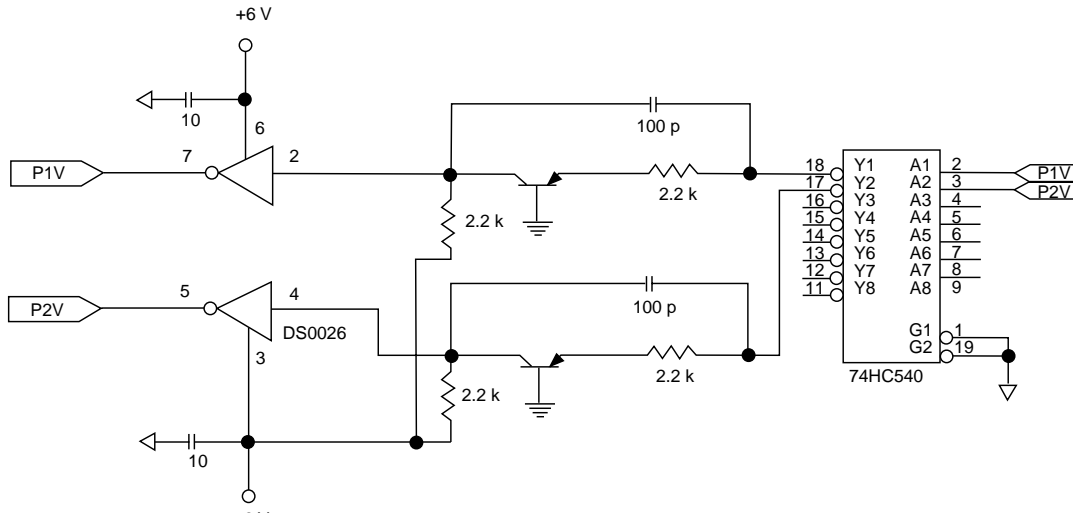 +6 V
10
6
100 p
P1V
7
2
2.2 k
2.2 k
18 Y1 A1 2 P1V
17 Y2 A2 3 P2V
16 Y3 A3 4
15 Y4 A4 5
14 Y5 A5 6
13 Y6 A6 7
12 Y7 A7 8
11 Y8 A8 9
P2V
5
4
DS0026
3
100 p
2.2 k
2.2 k
G1 1
G2 19
74HC540
10